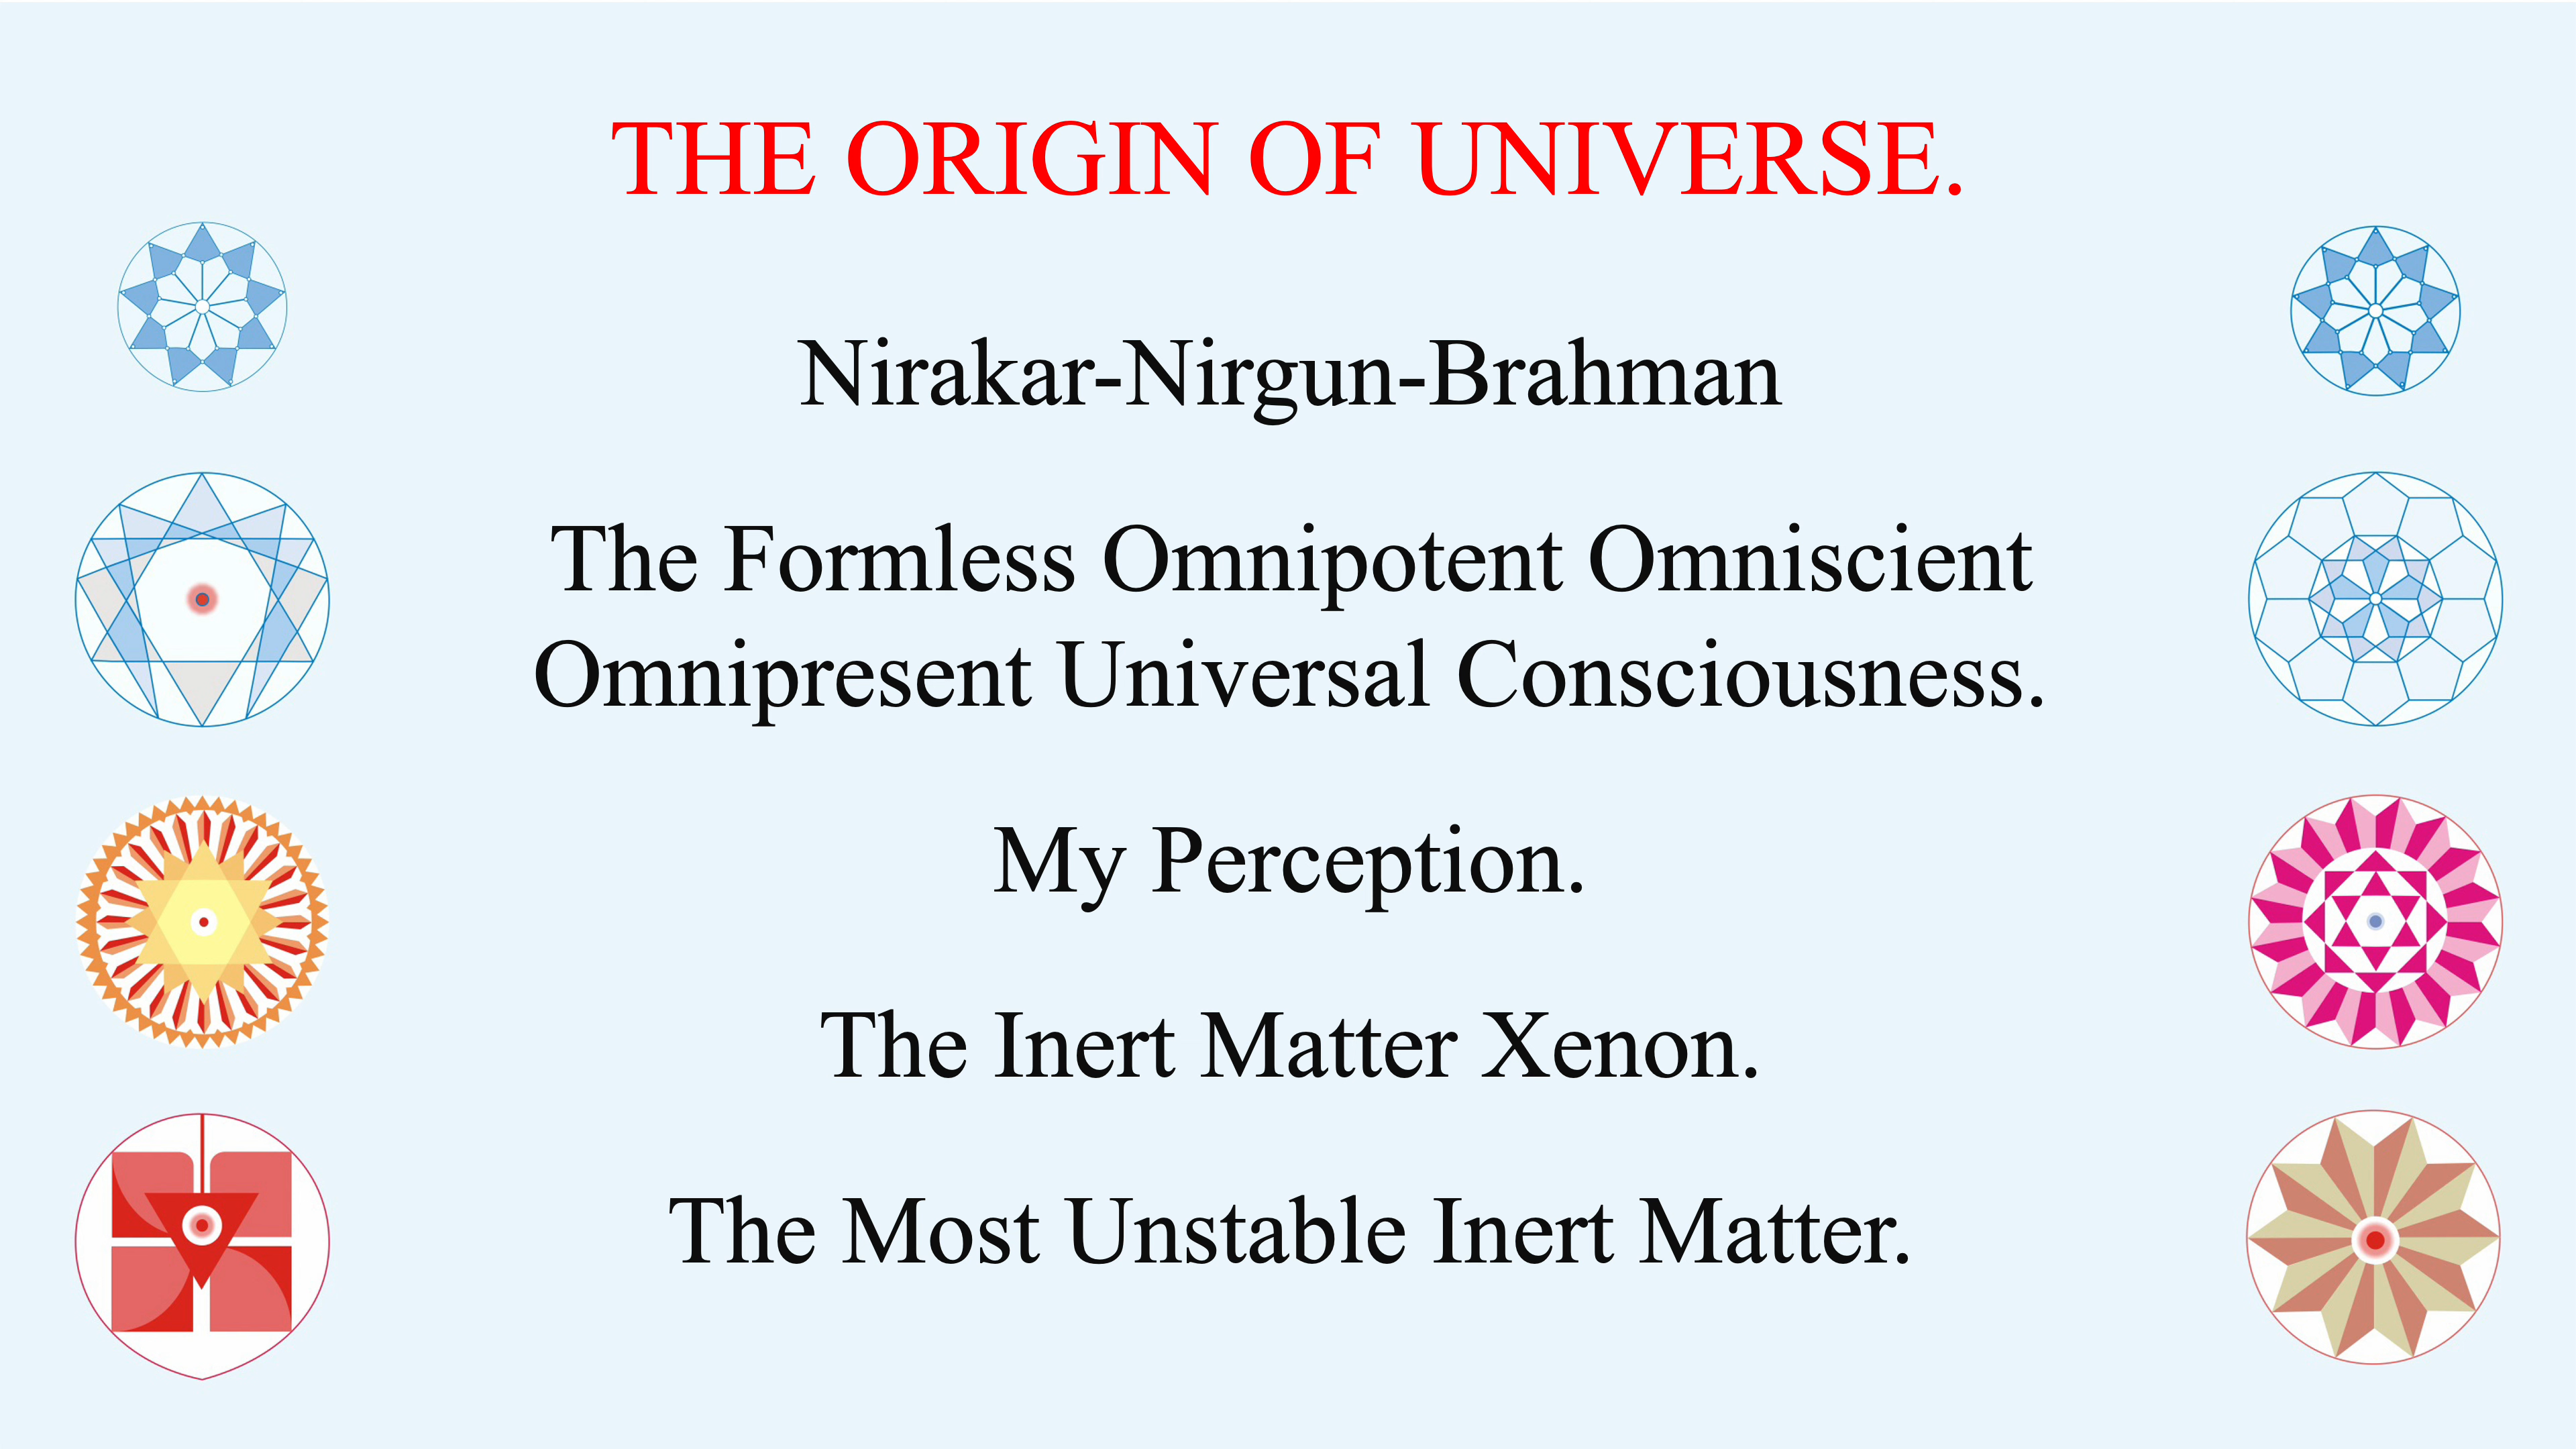 THE ORIGIN OF UNIVERSE.
Nirakar-Nirgun-Brahman
The Formless Omnipotent Omniscient
Omnipresent Universal Consciousness.
My Perception.
The Inert Matter Xenon.
The Most Unstable Inert Matter.